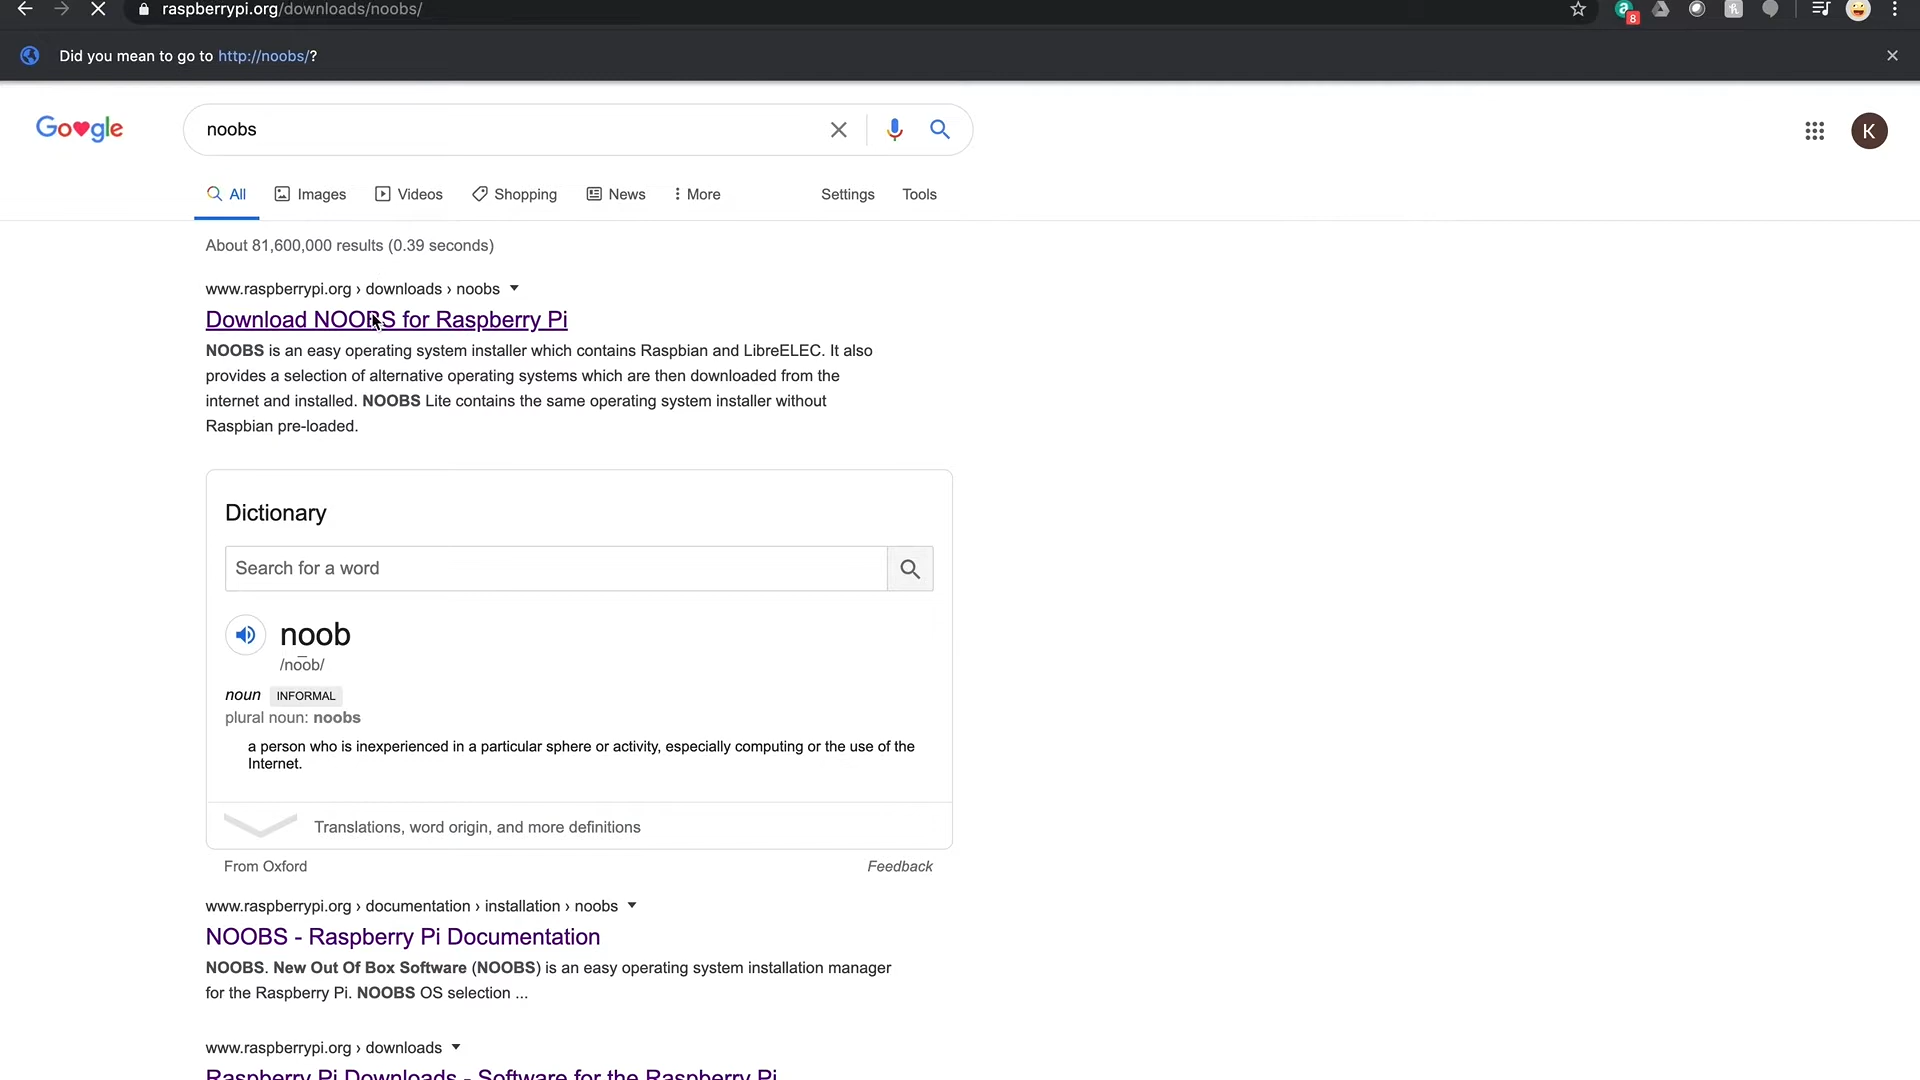 raspberrypi.org/downloads/noobs/
8
Did you mean to go to http://noobs/?
Google
noobs
K
All Images Videos Shopping News More Settings Tools
About 81,600,000 results (0.39 seconds)
www.raspberrypi.org › downloads › noobs
Download NOOBS for Raspberry Pi
NOOBS is an easy operating system installer which contains Raspbian and LibreELEC. It also
provides a selection of alternative operating systems which are then downloaded from the
internet and installed. NOOBS Lite contains the same operating system installer without
Raspbian pre-loaded.
Dictionary
Search for a word
noob
/no͞ob/
noun INFORMAL
plural noun: noobs
a person who is inexperienced in a particular sphere or activity, especially computing or the use of the
Internet.
Translations, word origin, and more definitions
From Oxford Feedback
www.raspberrypi.org › documentation › installation › noobs
NOOBS - Raspberry Pi Documentation
NOOBS. New Out Of Box Software (NOOBS) is an easy operating system installation manager
for the Raspberry Pi. NOOBS OS selection ...
www.raspberrypi.org › downloads
Raspberry Pi Downloads - Software for the Raspberry Pi